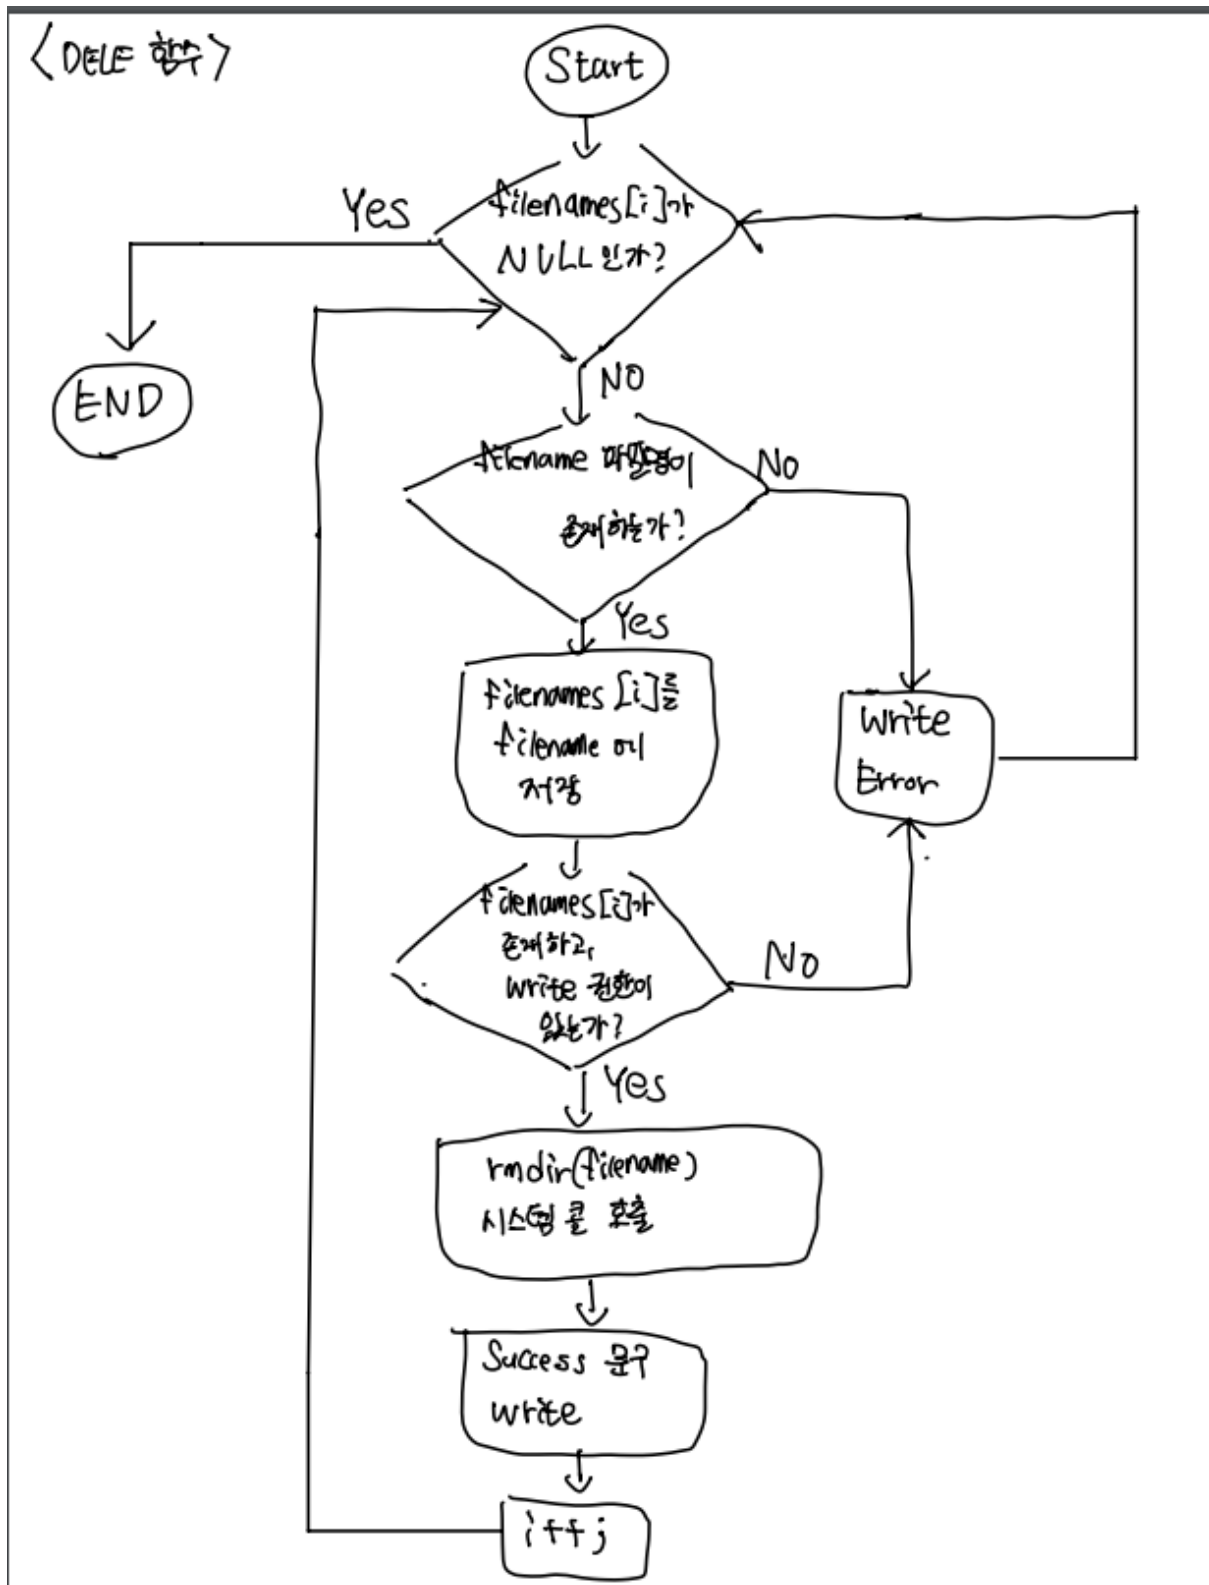 <DELE 함수>
Start
filenames[i]가
NULL인가?
Yes
END
NO
filename 파일명이
존재하는가?
No
Yes
filenames [i]를
filename에
저장
Write
Error
filenames[i]가
존재하고,
write 권한이
있는가?
No
Yes
rmdir(filename)
시스템 콜 호출
Success 문구
write
i++;